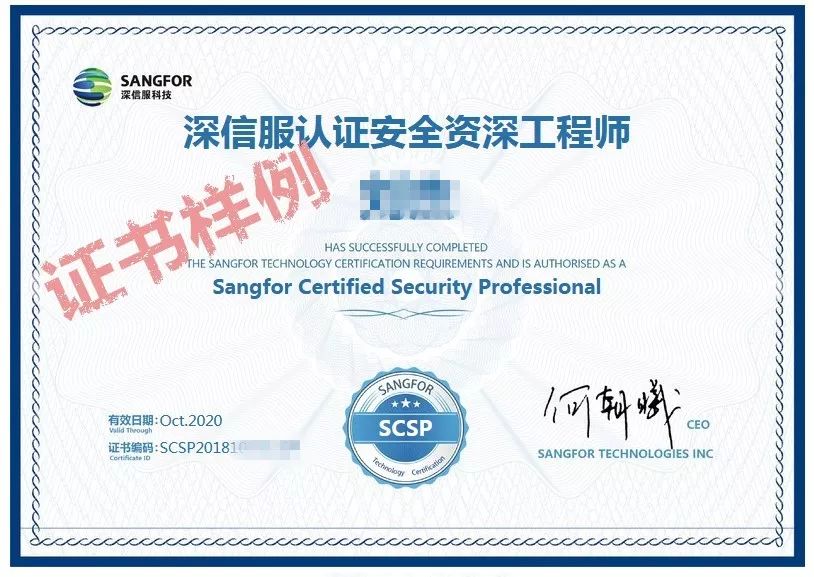 SANGFOR
深信服科技
深信服认证安全资深工程师
证书样例
HAS SUCCESSFULLY COMPLETED
THE SANGFOR TECHNOLOGY CERTIFICATION REQUIREMENTS AND IS AUTHORISED AS A
Sangfor Certified Security Professional
SANGFOR
SCSP
Technology Certification
有效日期:Oct.2020
Valid Through
证书编码:SCSP201810
Certificate ID
何朝曦
CEO
SANGFOR TECHNOLOGIES INC